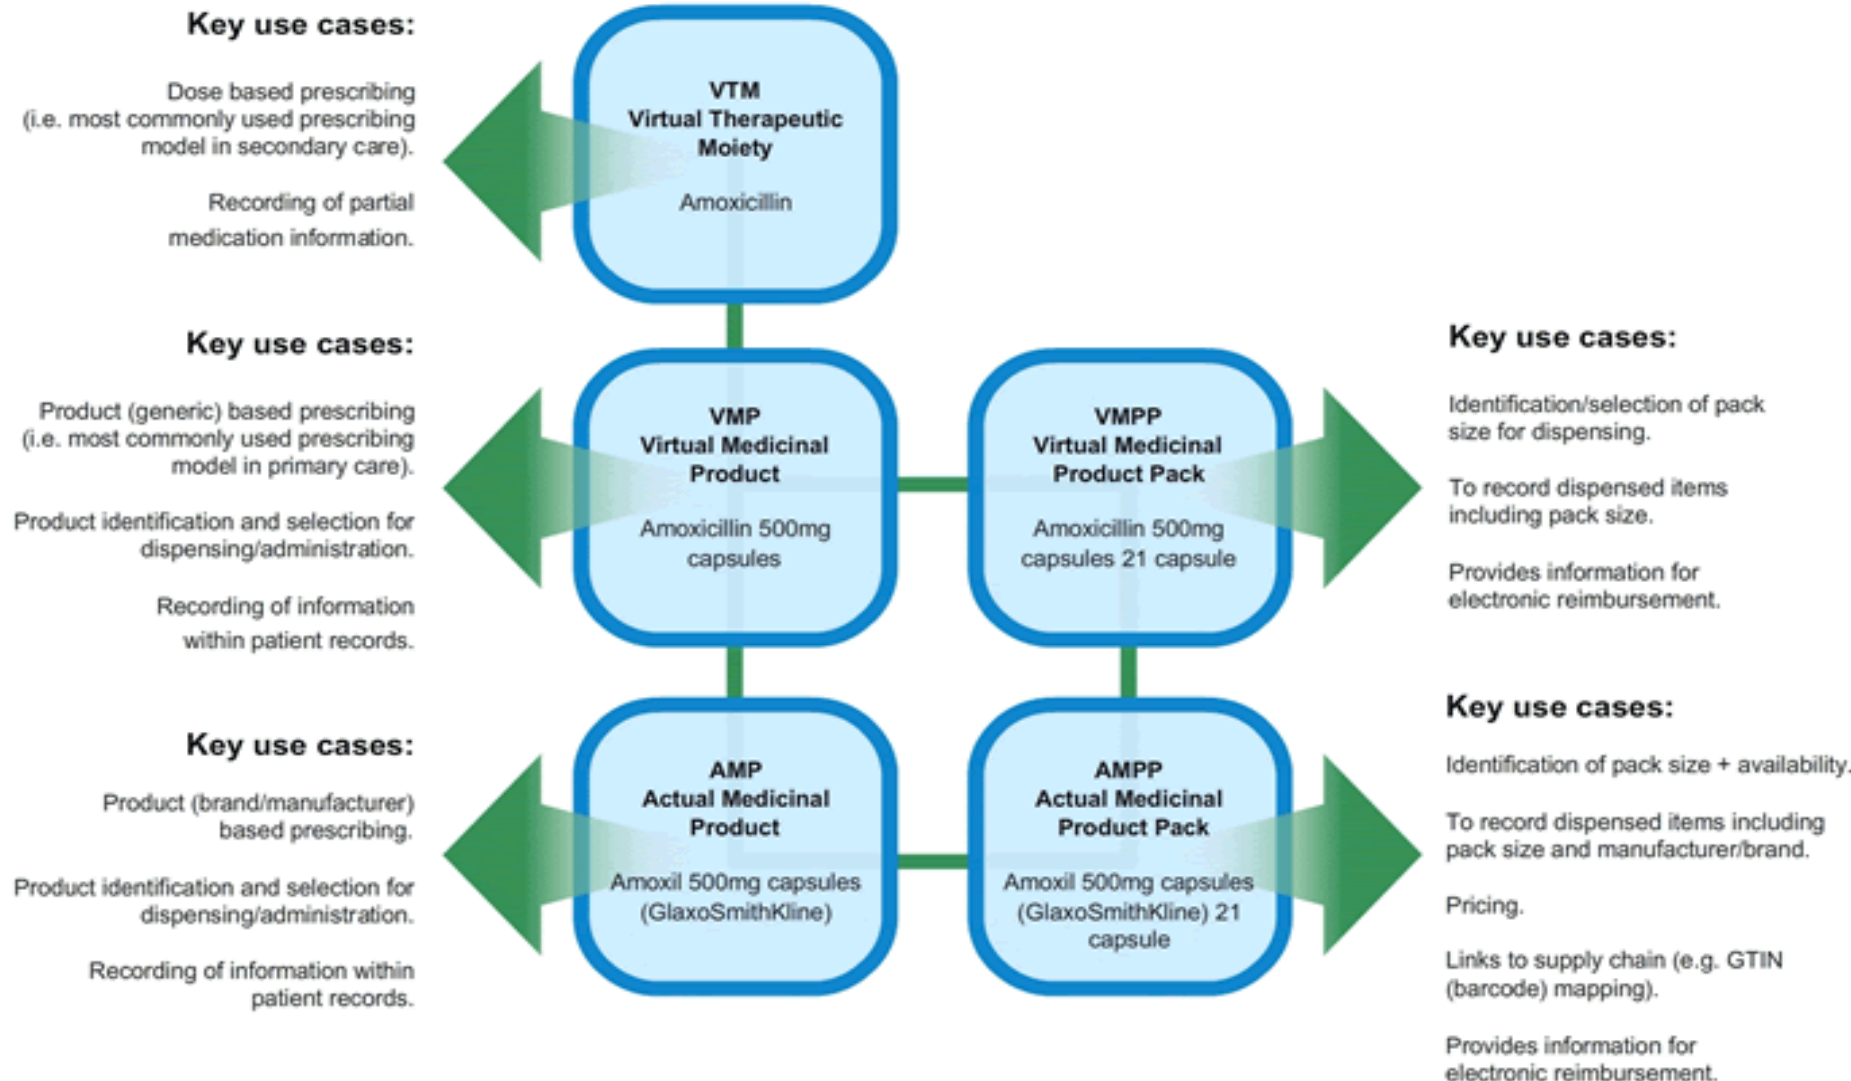 Key use cases:
Dose based prescribing
(i.e. most commonly used prescribing
model in secondary care).
Recording of partial
medication information.
VTM
Virtual Therapeutic
Moiety
Amoxicillin
Key use cases:
Product (generic) based prescribing
(i.e. most commonly used prescribing
model in primary care).
Product identification and selection for
dispensing/administration.
Recording of information
within patient records.
VMP
Virtual Medicinal
Product
Amoxicillin 500mg
capsules
VMPP
Virtual Medicinal
Product Pack
Amoxicillin 500mg
capsules 21 capsule
Key use cases:
Identification/selection of pack
size for dispensing.
To record dispensed items
including pack size.
Provides information for
electronic reimbursement.
Key use cases:
Product (brand/manufacturer)
based prescribing.
Product identification and selection for
dispensing/administration.
Recording of information within
patient records.
AMP
Actual Medicinal
Product
Amoxil 500mg capsules
(GlaxoSmithKline)
AMPP
Actual Medicinal
Product Pack
Amoxil 500mg capsules
(GlaxoSmithKline) 21
capsule
Key use cases:
Identification of pack size + availability.
To record dispensed items including
pack size and manufacturer/brand.
Pricing.
Links to supply chain (e.g. GTIN
(barcode) mapping).
Provides information for
electronic reimbursement.